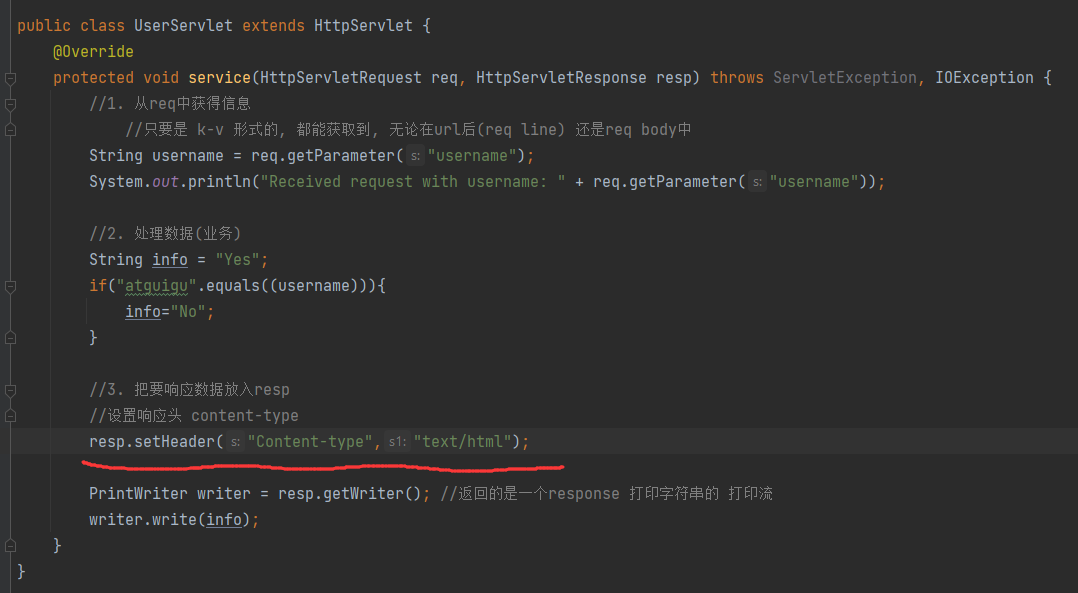 public class UserServlet extends HttpServlet {
@Override
protected void service(HttpServletRequest req, HttpServletResponse resp) throws ServletException, IOException {
//1. 从req中获得信息
//只要是 k-v 形式的, 都能获取到, 无论在url后(req line) 还是req body中
String username = req.getParameter( s: "username");
System.out.println("Received request with username: " + req.getParameter( s: "username"));
//2. 处理数据(业务)
String info = "Yes";
if("atguigu".equals((username))){
info="No";
}
//3. 把要响应数据放入resp
//设置响应头 content-type
resp.setHeader( s: "Content-type", s1: "text/html");
PrintWriter writer = resp.getWriter(); //返回的是一个response 打印字符串的 打印流
writer.write(info);
}
}